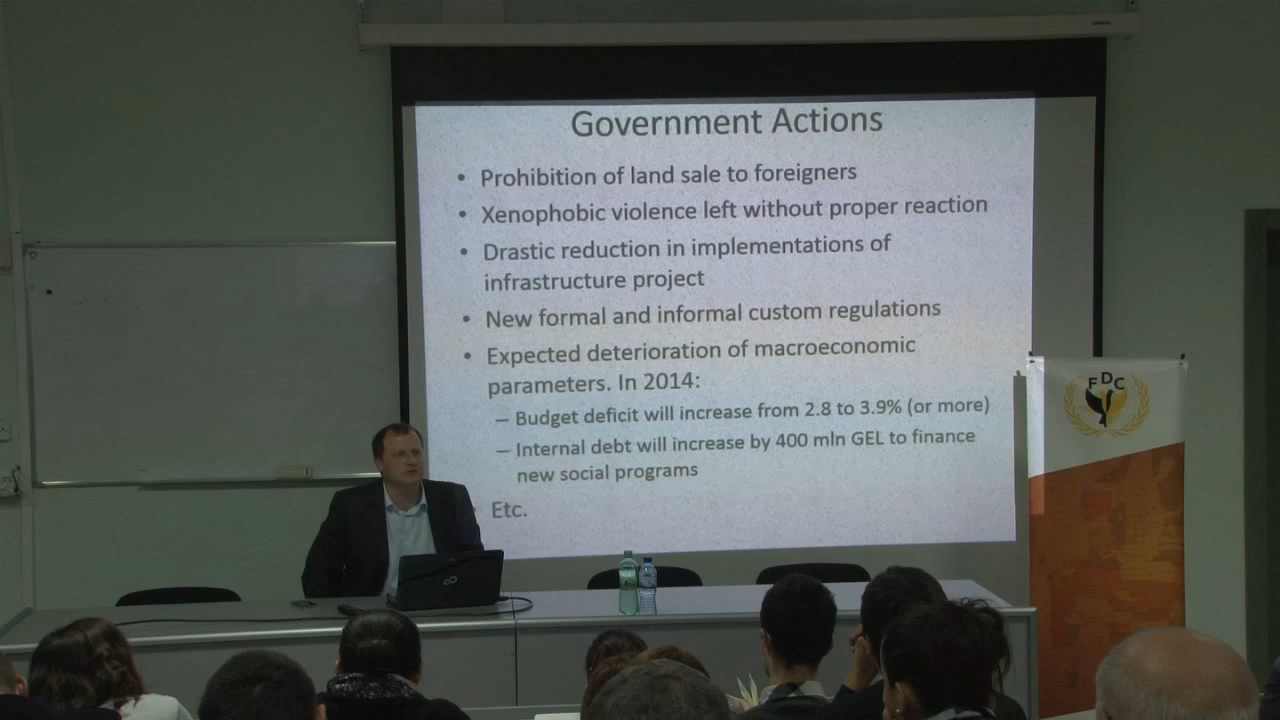 Government Actions
• Prohibition of land sale to foreigners
• Xenophobic violence left without proper reaction
• Drastic reduction in implementations of
infrastructure project
• New formal and informal custom regulations
• Expected deterioration of macroeconomic
parameters. In 2014:
– Budget deficit will increase from 2.8 to 3.9% (or more)
– Internal debt will increase by 400 mln GEL to finance
new social programs
• Etc.
FDC